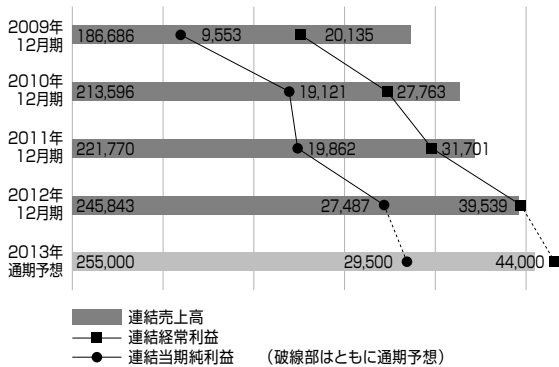 2009年
12月期
186,686 9,553 20,135
2010年
12月期
213,596 19,121 27,763
2011年
12月期
221,770 19,862 31,701
2012年
12月期
245,843 27,487 39,539
2013年
通期予想
255,000 29,500 44,000
連結売上高
連結経常利益
連結当期純利益 (破線部はともに通期予想)